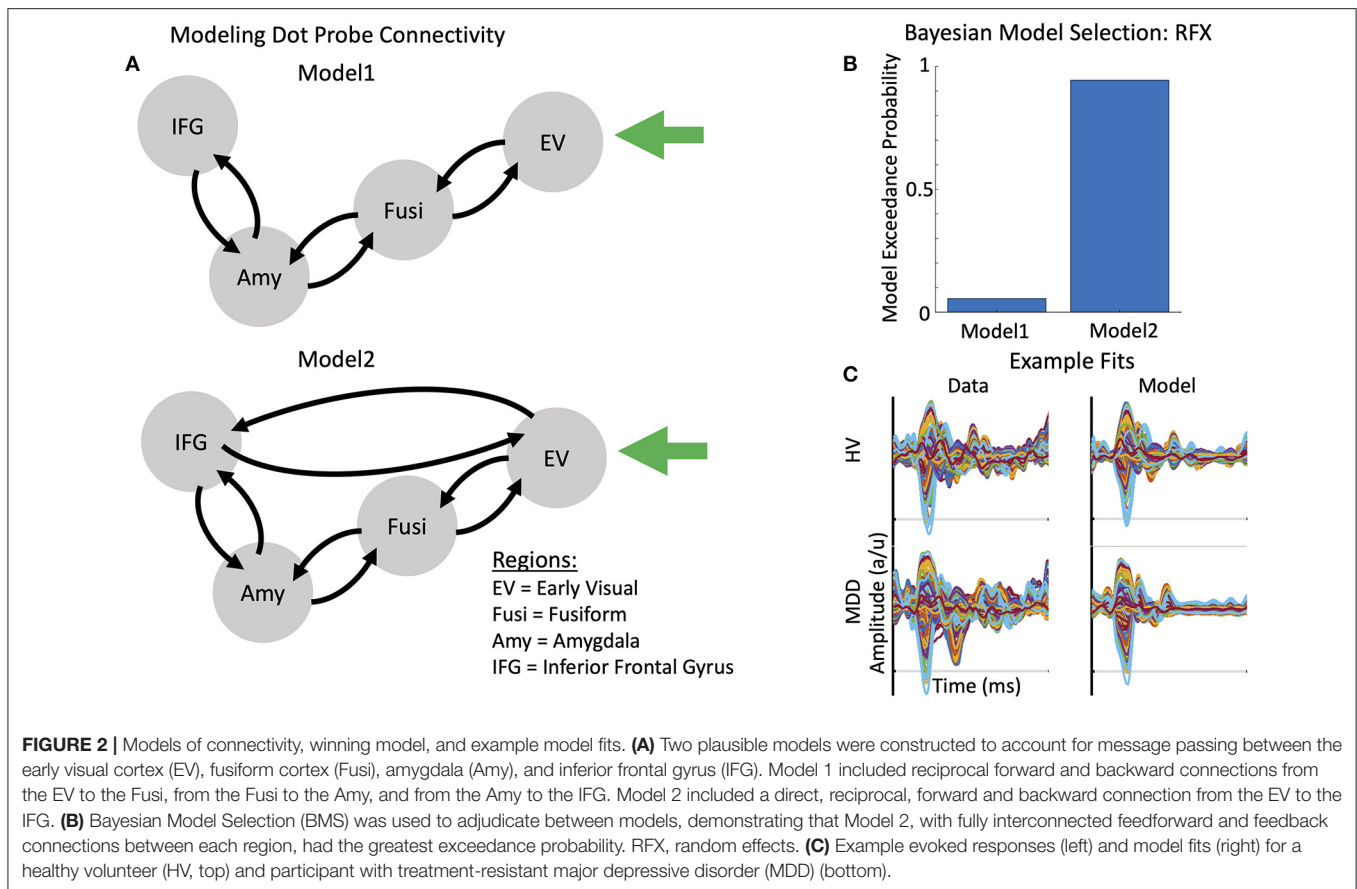 Modeling Dot Probe Connectivity
A
Model1
IFG
EV
Fusi
Amy
Model2
IFG
EV
Fusi
Amy
Regions:
EV = Early Visual
Fusi = Fusiform
Amy = Amygdala
IFG = Inferior Frontal Gyrus
Bayesian Model Selection: RFX
B
Model Exceedance Probability
1
0.5
0
Model1
Model2
C
Example Fits
Data
Model
HV
MDD
Amplitude (a/u)
Time (ms)
FIGURE 2 | Models of connectivity, winning model, and example model fits. (A) Two plausible models were constructed to account for message passing between the
early visual cortex (EV), fusiform cortex (Fusi), amygdala (Amy), and inferior frontal gyrus (IFG). Model 1 included reciprocal forward and backward connections from
the EV to the Fusi, from the Fusi to the Amy, and from the Amy to the IFG. Model 2 included a direct, reciprocal, forward and backward connection from the EV to the
IFG. (B) Bayesian Model Selection (BMS) was used to adjudicate between models, demonstrating that Model 2, with fully interconnected feedforward and feedback
connections between each region, had the greatest exceedance probability. RFX, random effects. (C) Example evoked responses (left) and model fits (right) for a
healthy volunteer (HV, top) and participant with treatment-resistant major depressive disorder (MDD) (bottom).